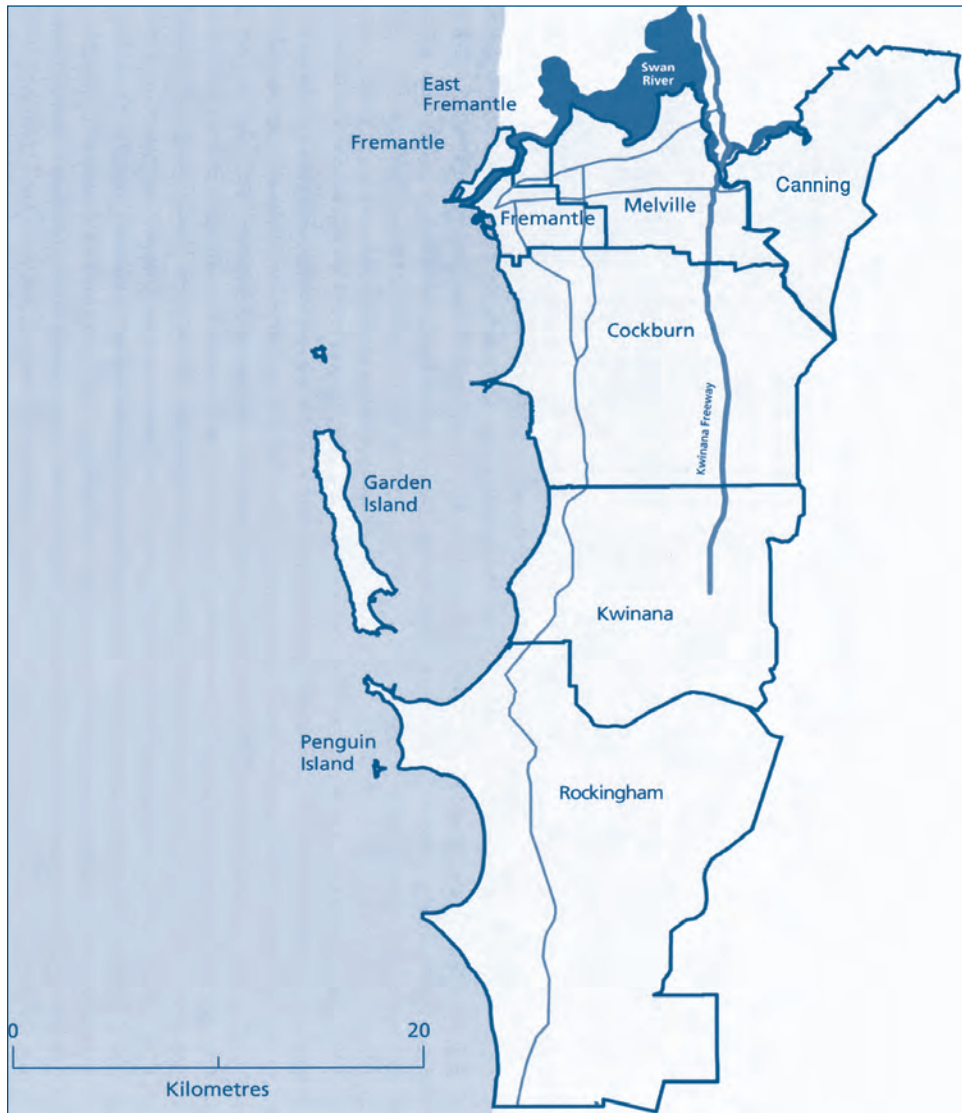 Swan
River
East
Fremantle
Fremantle
Canning
Fremantle
Melville
Cockburn
Kwinana Freeway
Garden
Island
Kwinana
Penguin
Island
Rockingham
0
20
Kilometres